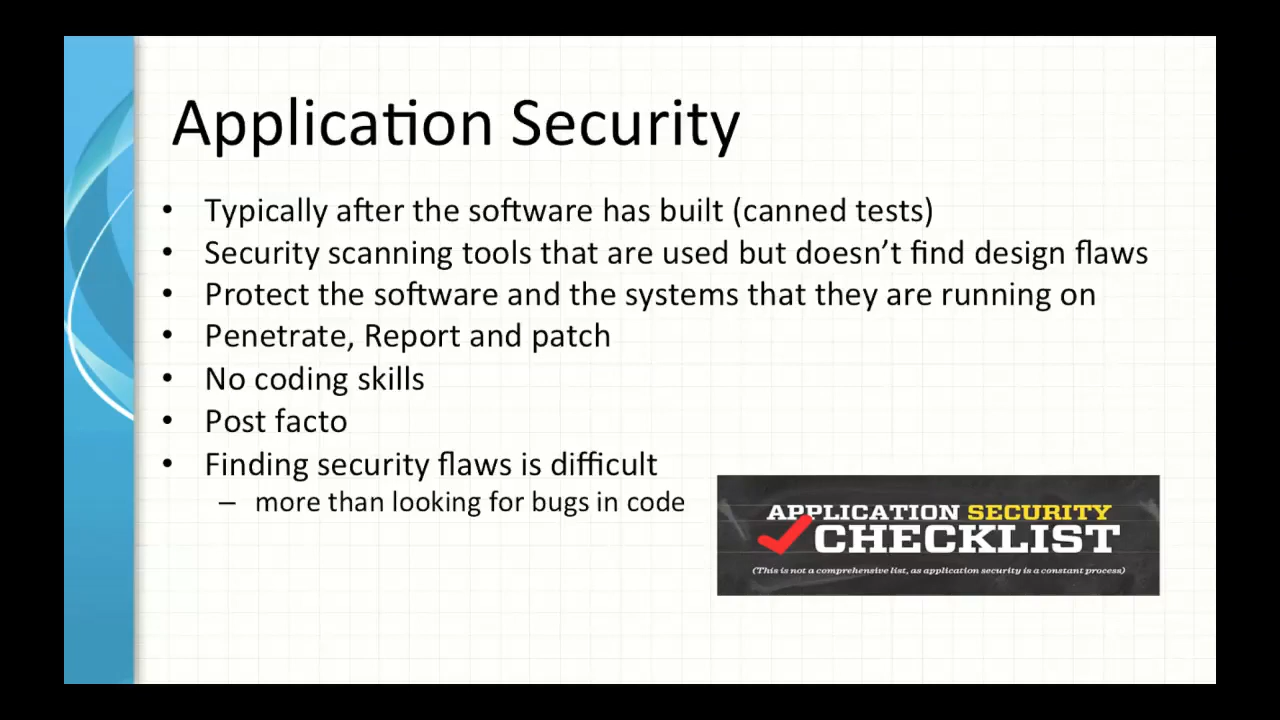 Application Security
• Typically after the software has built (canned tests)
• Security scanning tools that are used but doesn’t find design flaws
• Protect the software and the systems that they are running on
• Penetrate, Report and patch
• No coding skills
• Post facto
• Finding security flaws is difficult
– more than looking for bugs in code
APPLICATION SECURITY
CHECKLIST
(This is not a comprehensive list, as application security is a constant process)